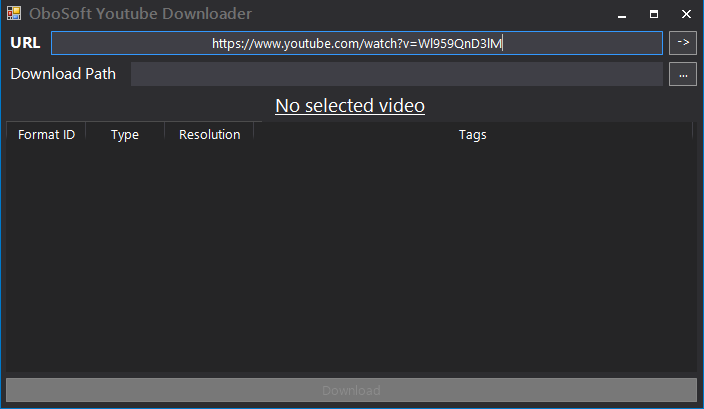 OboSoft Youtube Downloader
URL https://www.youtube.com/watch?v=Wl959QnD3lM ->
Download Path ...
No selected video
Format ID Type Resolution Tags
Download